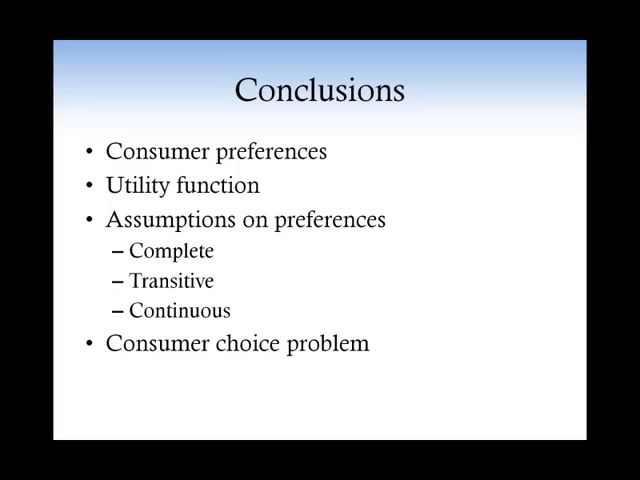 Conclusions
• Consumer preferences
• Utility function
• Assumptions on preferences
– Complete
– Transitive
– Continuous
• Consumer choice problem